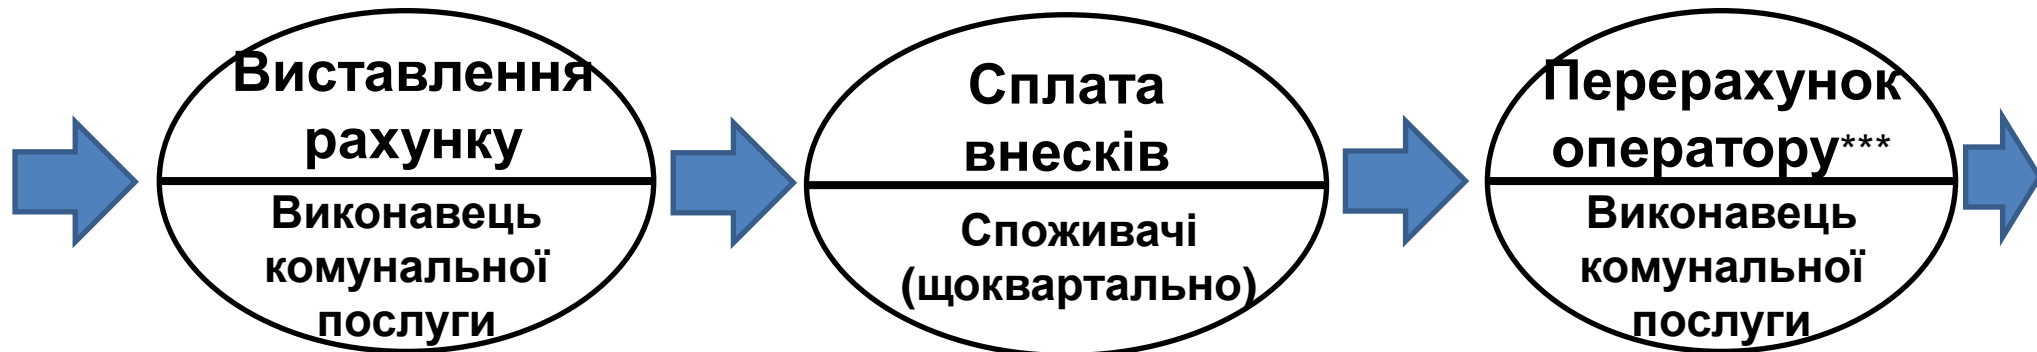 Виставлення
рахунку
Виконавець
комунальної
послуги
Сплата
внесків
Споживачі
(щоквартально)
Перерахунок
оператору***
Виконавець
комунальної
послуги